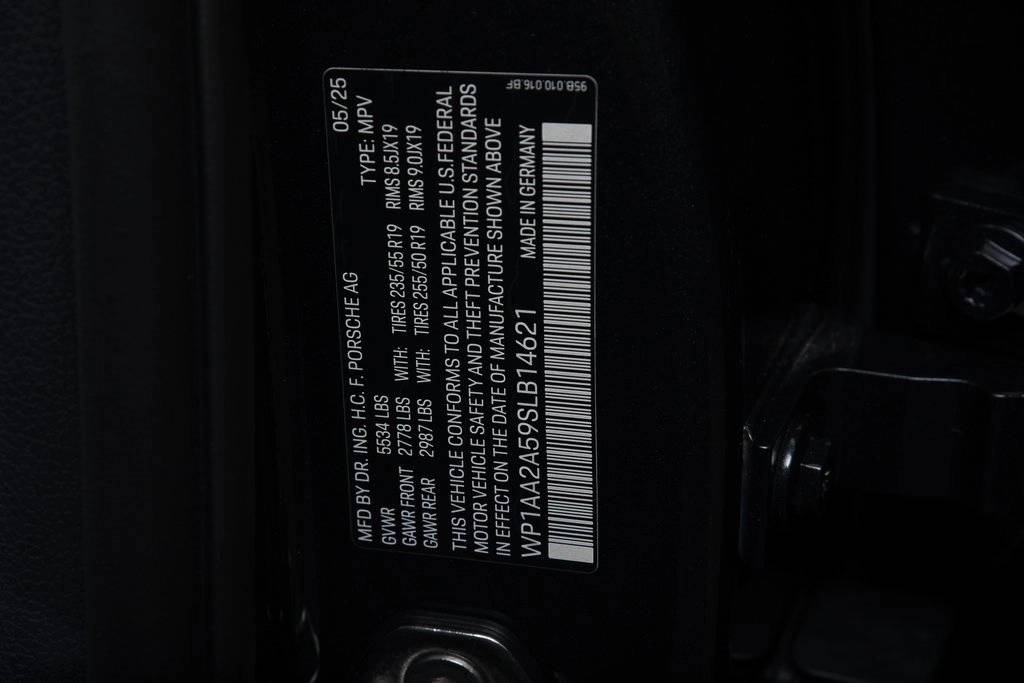 05/25
MFD BY DR. ING. H.C. F. PORSCHE AG TYPE: MPV
GVWR 5534 LBS
GAWR FRONT 2778 LBS WITH: TIRES 235/55 R19 RIMS 8.5JX19
GAWR REAR 2987 LBS WITH: TIRES 255/50 R19 RIMS 9.0JX19
THIS VEHICLE CONFORMS TO ALL APPLICABLE U.S.FEDERAL
MOTOR VEHICLE SAFETY AND THEFT PREVENTION STANDARDS
IN EFFECT ON THE DATE OF MANUFACTURE SHOWN ABOVE
WP1AA2A59SLB14621 MADE IN GERMANY
95B.010.016.BF